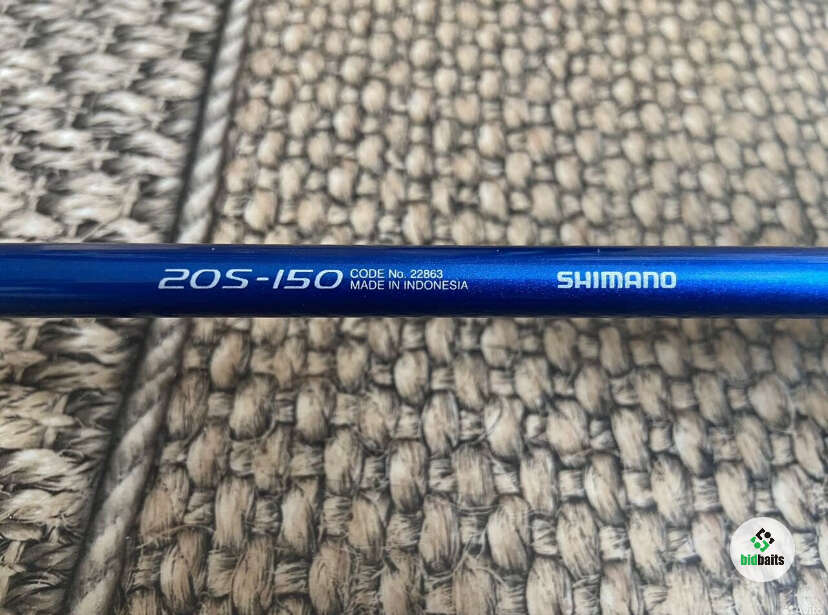 20S-150
CODE No. 22863
MADE IN INDONESIA
SHIMANO
bidbaits